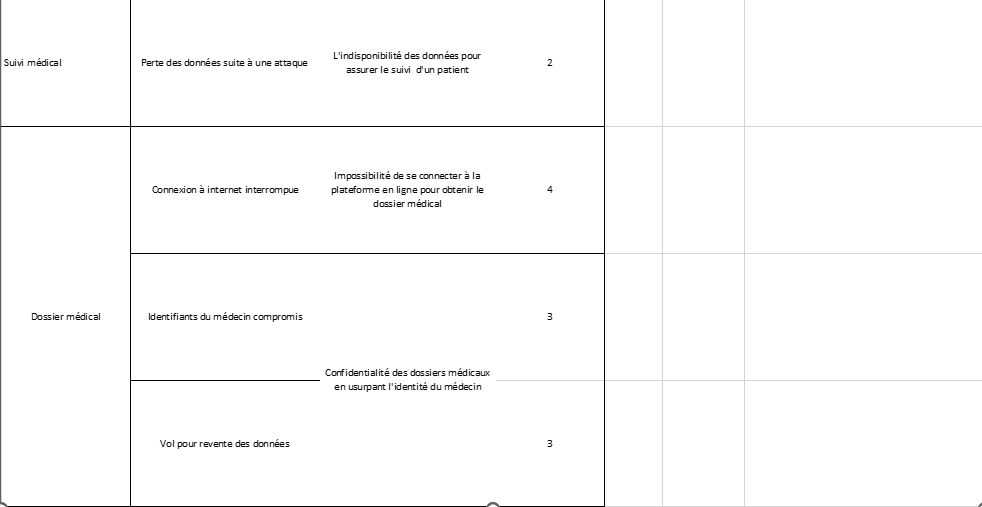 Suivi médical
Perte des données suite à une attaque
L'indisponibilité des données pour
assurer le suivi d'un patient
2
Dossier médical
Connexion à internet interrompue
Impossibilité de se connecter à la
plateforme en ligne pour obtenir le
dossier médical
4
Identifiants du médecin compromis
3
Confidentialité des dossiers médicaux
en usurpant l'identité du médecin
Vol pour revente des données
3